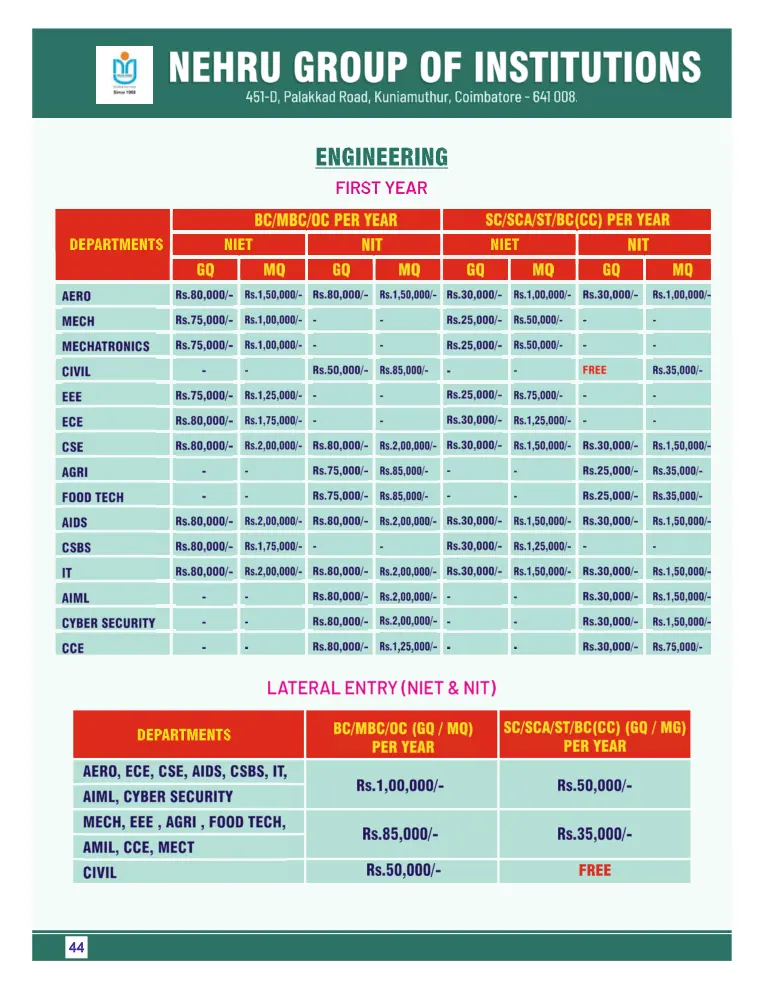 NEHRU GROUP OF INSTITUTIONS
Since 1968
451-D, Palakkad Road, Kuniamuthur, Coimbatore - 641 008.
ENGINEERING
FIRST YEAR
DEPARTMENTS
BC/MBC/OC PER YEAR SC/SCA/ST/BC(CC) PER YEAR
NIET NIT NIET NIT
GQ MQ GQ MQ GQ MQ GQ MQ
AERO Rs.80,000/- Rs.1,50,000/- Rs.80,000/- Rs.1,50,000/- Rs.30,000/- Rs.1,00,000/- Rs.30,000/- Rs.1,00,000/-
MECH Rs.75,000/- Rs.1,00,000/- - - Rs.25,000/- Rs.50,000/- - -
MECHATRONICS Rs.75,000/- Rs.1,00,000/- - - Rs.25,000/- Rs.50,000/- - -
CIVIL - - Rs.50,000/- Rs.85,000/- - - FREE Rs.35,000/-
EEE Rs.75,000/- Rs.1,25,000/- - - Rs.25,000/- Rs.75,000/- - -
ECE Rs.80,000/- Rs.1,75,000/- - - Rs.30,000/- Rs.1,25,000/- - -
CSE Rs.80,000/- Rs.2,00,000/- Rs.80,000/- Rs.2,00,000/- Rs.30,000/- Rs.1,50,000/- Rs.30,000/- Rs.1,50,000/-
AGRI - - Rs.75,000/- Rs.85,000/- - - Rs.25,000/- Rs.35,000/-
FOOD TECH - - Rs.75,000/- Rs.85,000/- - - Rs.25,000/- Rs.35,000/-
AIDS Rs.80,000/- Rs.2,00,000/- Rs.80,000/- Rs.2,00,000/- Rs.30,000/- Rs.1,50,000/- Rs.30,000/- Rs.1,50,000/-
CSBS Rs.80,000/- Rs.1,75,000/- - - Rs.30,000/- Rs.1,25,000/- - -
IT Rs.80,000/- Rs.2,00,000/- Rs.80,000/- Rs.2,00,000/- Rs.30,000/- Rs.1,50,000/- Rs.30,000/- Rs.1,50,000/-
AIML - - Rs.80,000/- Rs.2,00,000/- - - Rs.30,000/- Rs.1,50,000/-
CYBER SECURITY - - Rs.80,000/- Rs.2,00,000/- - - Rs.30,000/- Rs.1,50,000/-
CCE - - Rs.80,000/- Rs.1,25,000/- - - Rs.30,000/- Rs.75,000/-
LATERAL ENTRY (NIET & NIT)
DEPARTMENTS
BC/MBC/OC (GQ / MQ)
PER YEAR
SC/SCA/ST/BC(CC) (GQ / MG)
PER YEAR
AERO, ECE, CSE, AIDS, CSBS, IT,
AIML, CYBER SECURITY
Rs.1,00,000/- Rs.50,000/-
MECH, EEE , AGRI , FOOD TECH,
AMIL, CCE, MECT
Rs.85,000/- Rs.35,000/-
CIVIL Rs.50,000/- FREE
44